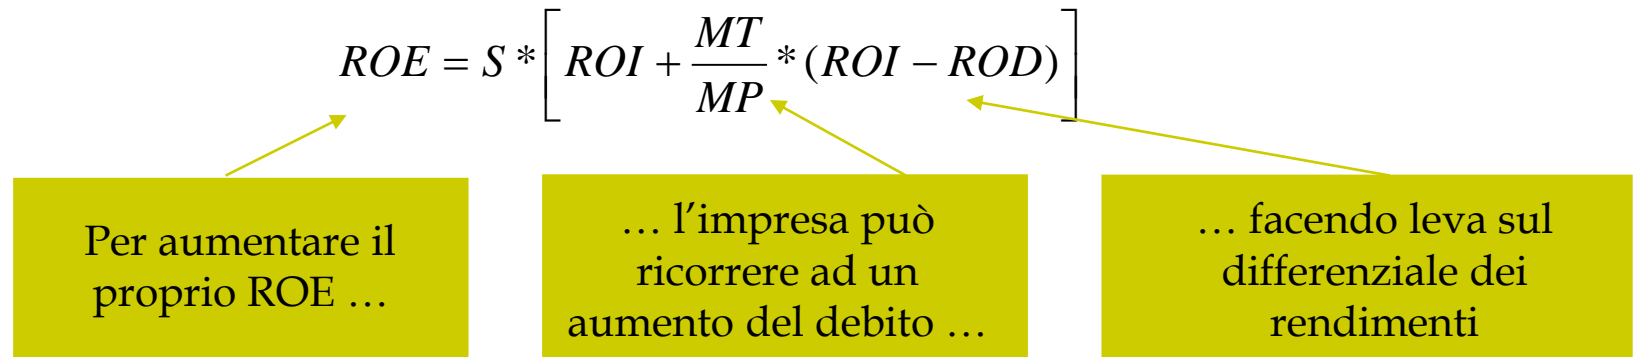 ROE = S * [ ROI + MT/MP * (ROI − ROD) ]
Per aumentare il
proprio ROE …
… l’impresa può
ricorrere ad un
aumento del debito …
… facendo leva sul
differenziale dei
rendimenti